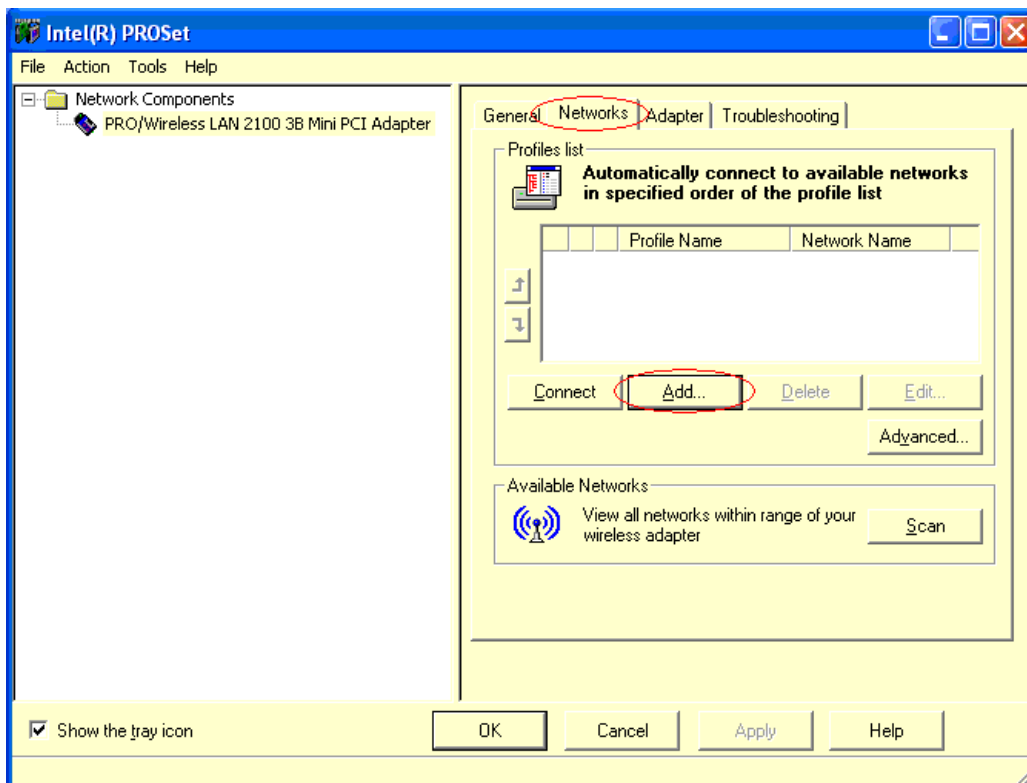 Intel(R) PROSet
File Action Tools Help
Network Components
PRO/Wireless LAN 2100 3B Mini PCI Adapter
General Networks Adapter Troubleshooting
Profiles list
Automatically connect to available networks
in specified order of the profile list
Profile Name Network Name
Connect Add... Delete Edit...
Advanced...
Available Networks
View all networks within range of your
wireless adapter
Scan
Show the tray icon
OK Cancel Apply Help